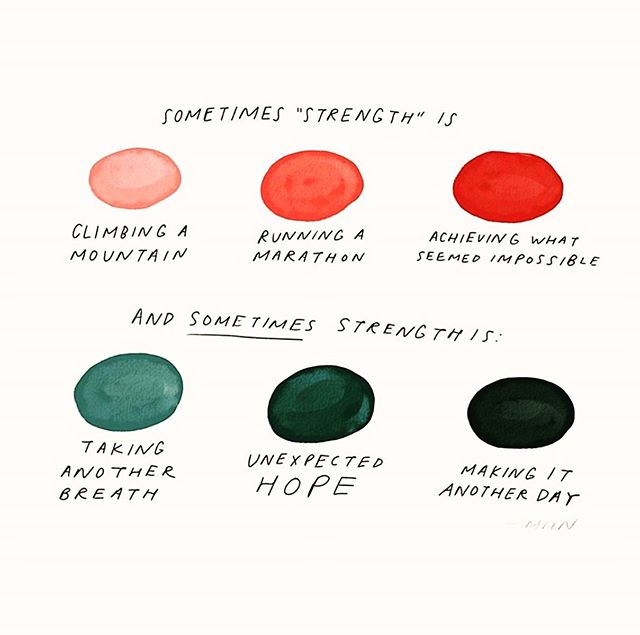 SOMETIMES "STRENGTH" IS
CLIMBING A
MOUNTAIN
RUNNING A
MARATHON
ACHIEVING WHAT
SEEMED IMPOSSIBLE
AND SOMETIMES STRENGTH IS:
TAKING
ANOTHER
BREATH
UNEXPECTED
HOPE
MAKING IT
ANOTHER DAY
– MHN